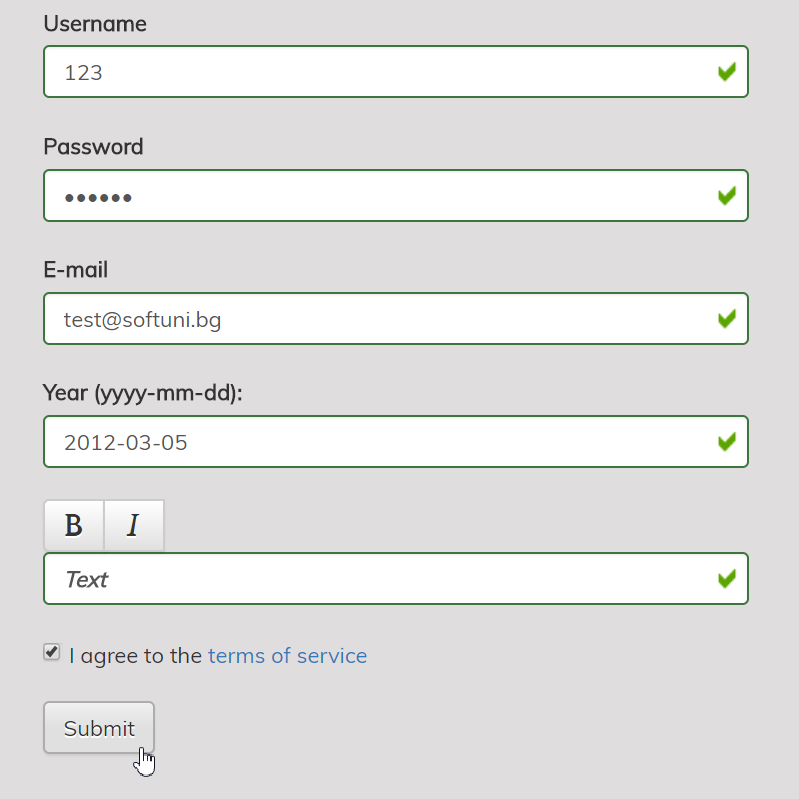 Username
123
Password
••••••
E-mail
test@softuni.bg
Year (yyyy-mm-dd):
2012-03-05
B I
Text
I agree to the terms of service
Submit